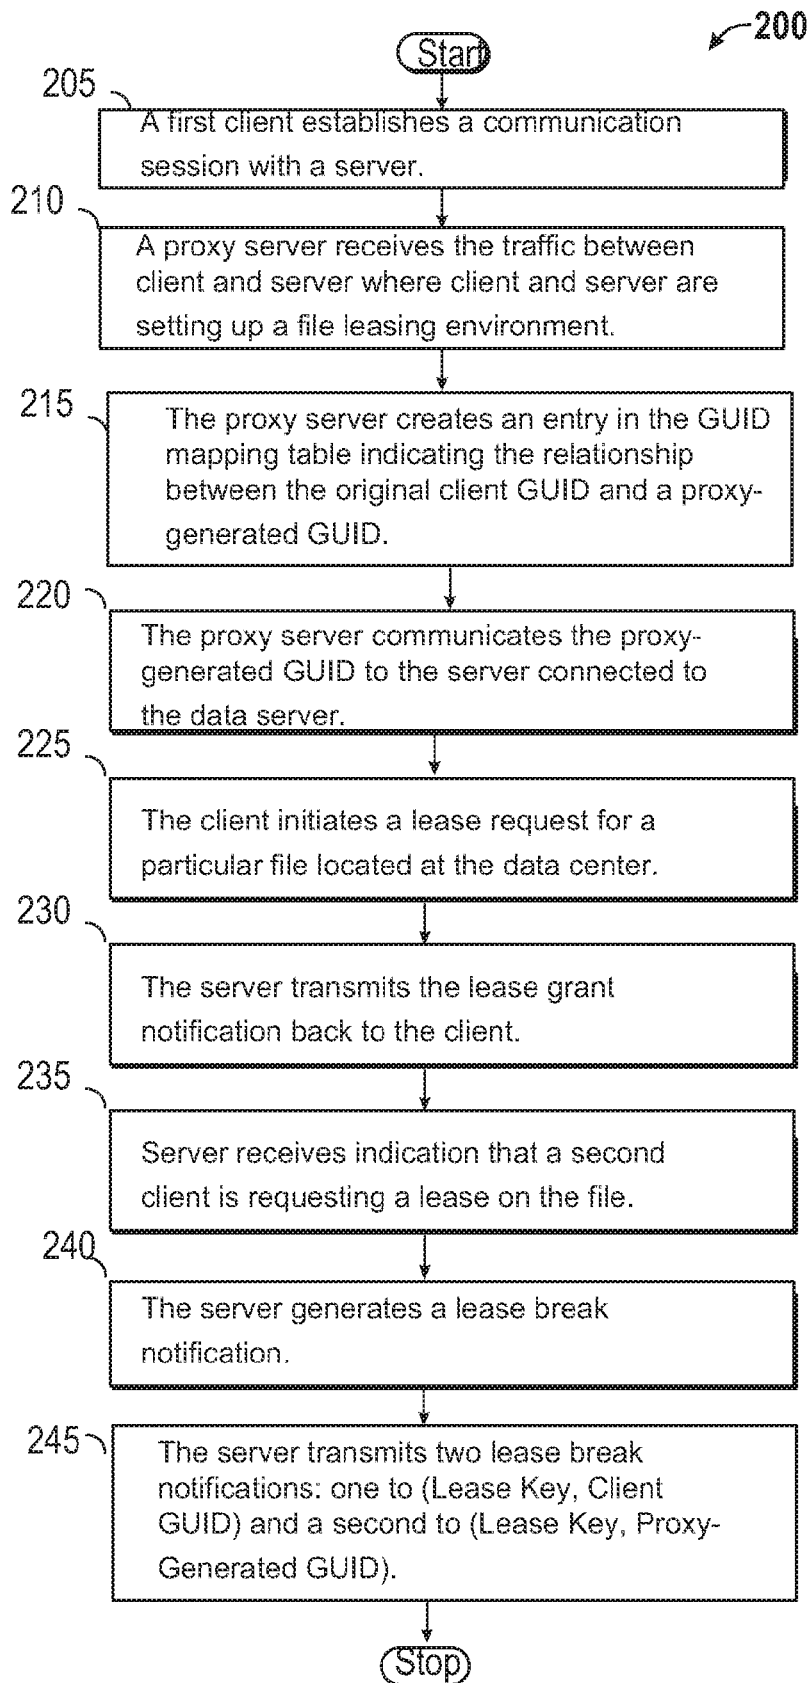 200
Start
205
A first client establishes a communication
session with a server.
210
A proxy server receives the traffic between
client and server where client and server are
setting up a file leasing environment.
215
The proxy server creates an entry in the GUID
mapping table indicating the relationship
between the original client GUID and a proxy-
generated GUID.
220
The proxy server communicates the proxy-
generated GUID to the server connected to
the data server.
225
The client initiates a lease request for a
particular file located at the data center.
230
The server transmits the lease grant
notification back to the client.
235
Server receives indication that a second
client is requesting a lease on the file.
240
The server generates a lease break
notification.
245
The server transmits two lease break
notifications: one to (Lease Key, Client
GUID) and a second to (Lease Key, Proxy-
Generated GUID).
Stop